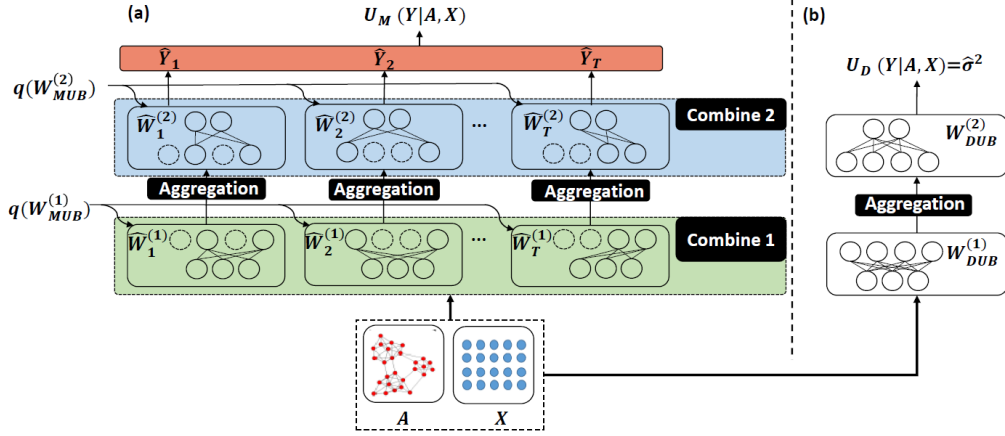 (a)
U_M (Y|A, X)
(b)
Ŷ_1
Ŷ_2
Ŷ_T
U_D (Y|A, X)=σ̂^2
q(W_MUB^(2))
Ŵ_1^(2)
Ŵ_2^(2)
...
Ŵ_T^(2)
Combine 2
W_DUB^(2)
Aggregation
Aggregation
Aggregation
Aggregation
q(W_MUB^(1))
Ŵ_1^(1)
Ŵ_2^(1)
...
Ŵ_T^(1)
Combine 1
W_DUB^(1)
A
X